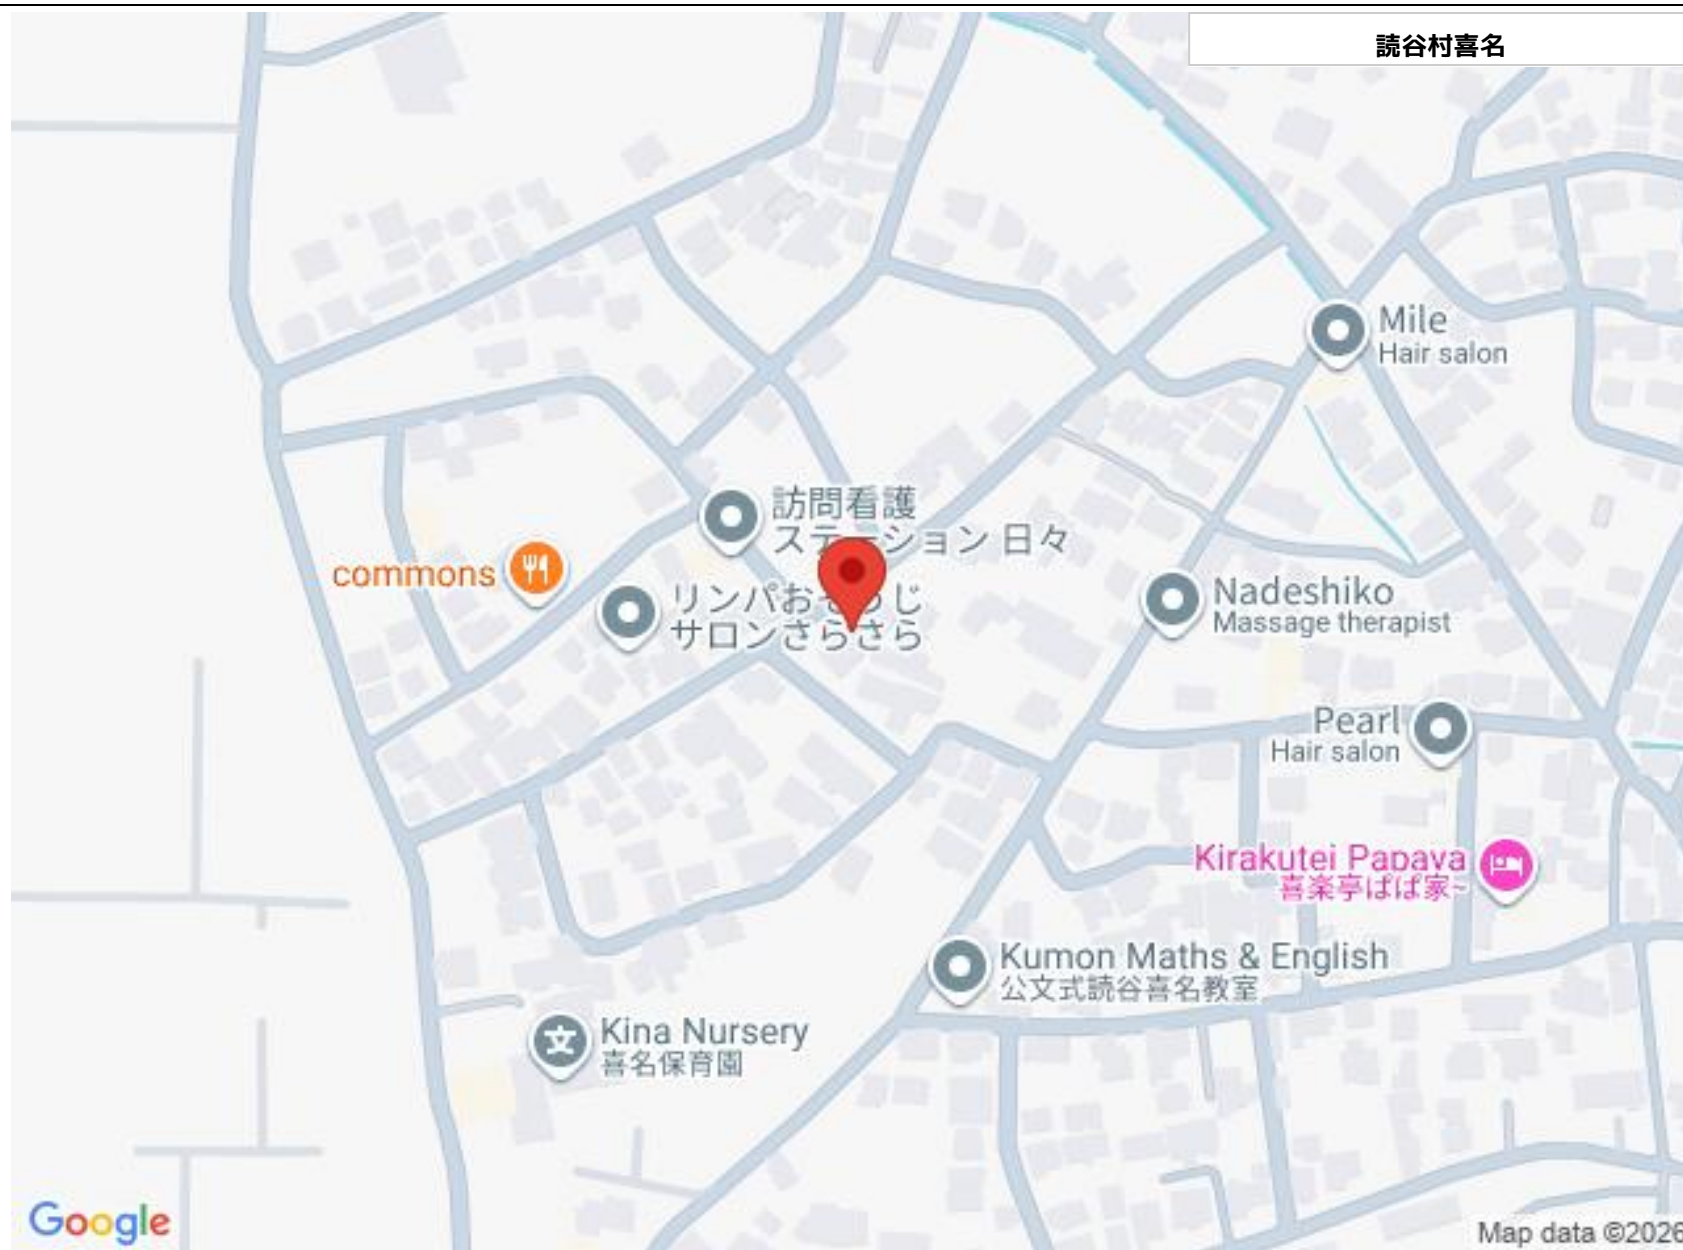 読谷村喜名
Mile
Hair salon
訪問看護
ステーション 日々
commons
リンパおそうじ
サロンさらさら
Nadeshiko
Massage therapist
Pearl
Hair salon
Kirakutei Papaya
喜楽亭ぱぱ家~
Kumon Maths & English
公文式読谷喜名教室
Kina Nursery
喜名保育園
Google
Map data ©2026